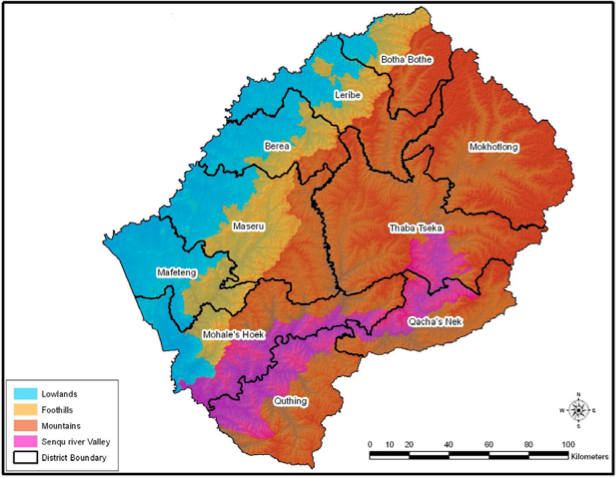 Botha Bothe
Leribe
Berea
Mokhotlong
Maseru
Thaba Tseka
Mafeteng
Qacha's Nek
Mohale's Hoek
Quthing
Lowlands
Foothills
Mountains
Senqu river Valley
District Boundary
N
W E
S
0 10 20 40 60 80 100
Kilometers